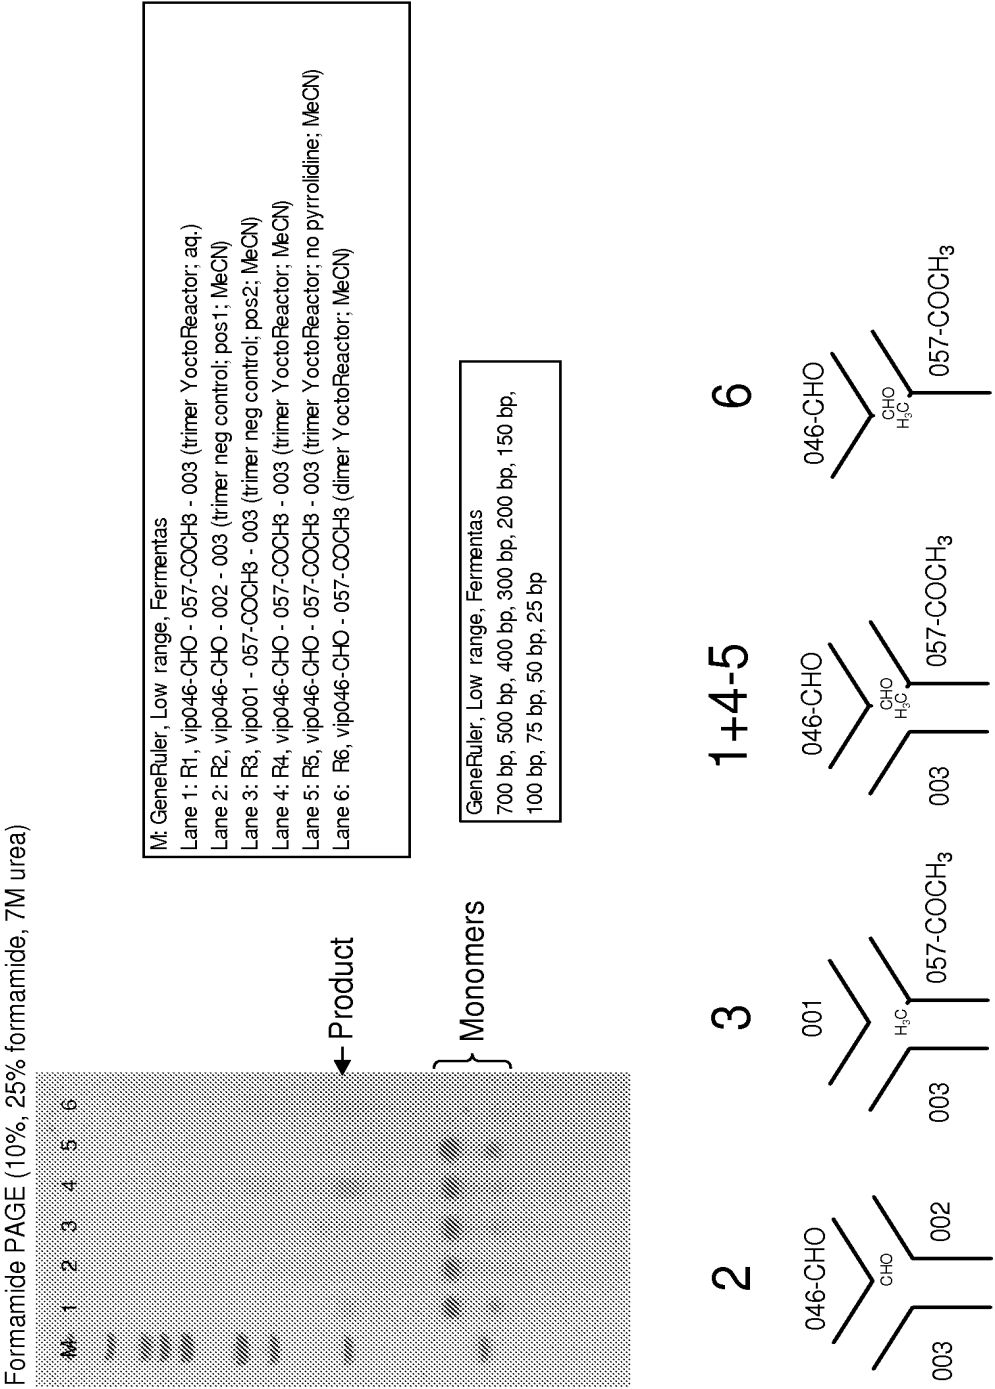 Formamide PAGE (10%, 25% formamide, 7M urea)
M 1 2 3 4 5 6
Product
Monomers
M: GeneRuler, Low range, Fermentas
Lane 1: R1, vip046-CHO - 057-COCH3 - 003 (trimer YoctoReactor; aq.)
Lane 2: R2, vip046-CHO - 002 - 003 (trimer neg control; pos1; MeCN)
Lane 3: R3, vip001 - 057-COCH3 - 003 (trimer neg control; pos2; MeCN)
Lane 4: R4, vip046-CHO - 057-COCH3 - 003 (trimer YoctoReactor; MeCN)
Lane 5: R5, vip046-CHO - 057-COCH3 - 003 (trimer YoctoReactor; no pyrrolidine; MeCN)
Lane 6: R6, vip046-CHO - 057-COCH3 (dimer YoctoReactor; MeCN)
GeneRuler, Low range, Fermentas
700 bp, 500 bp, 400 bp, 300 bp, 200 bp, 150 bp,
100 bp, 75 bp, 50 bp, 25 bp
2
046-CHO
CHO
003
002
3
001
H₃C
003
057-COCH₃
1+4-5
046-CHO
CHO
H₃C
003
057-COCH₃
6
046-CHO
CHO
H₃C
057-COCH₃